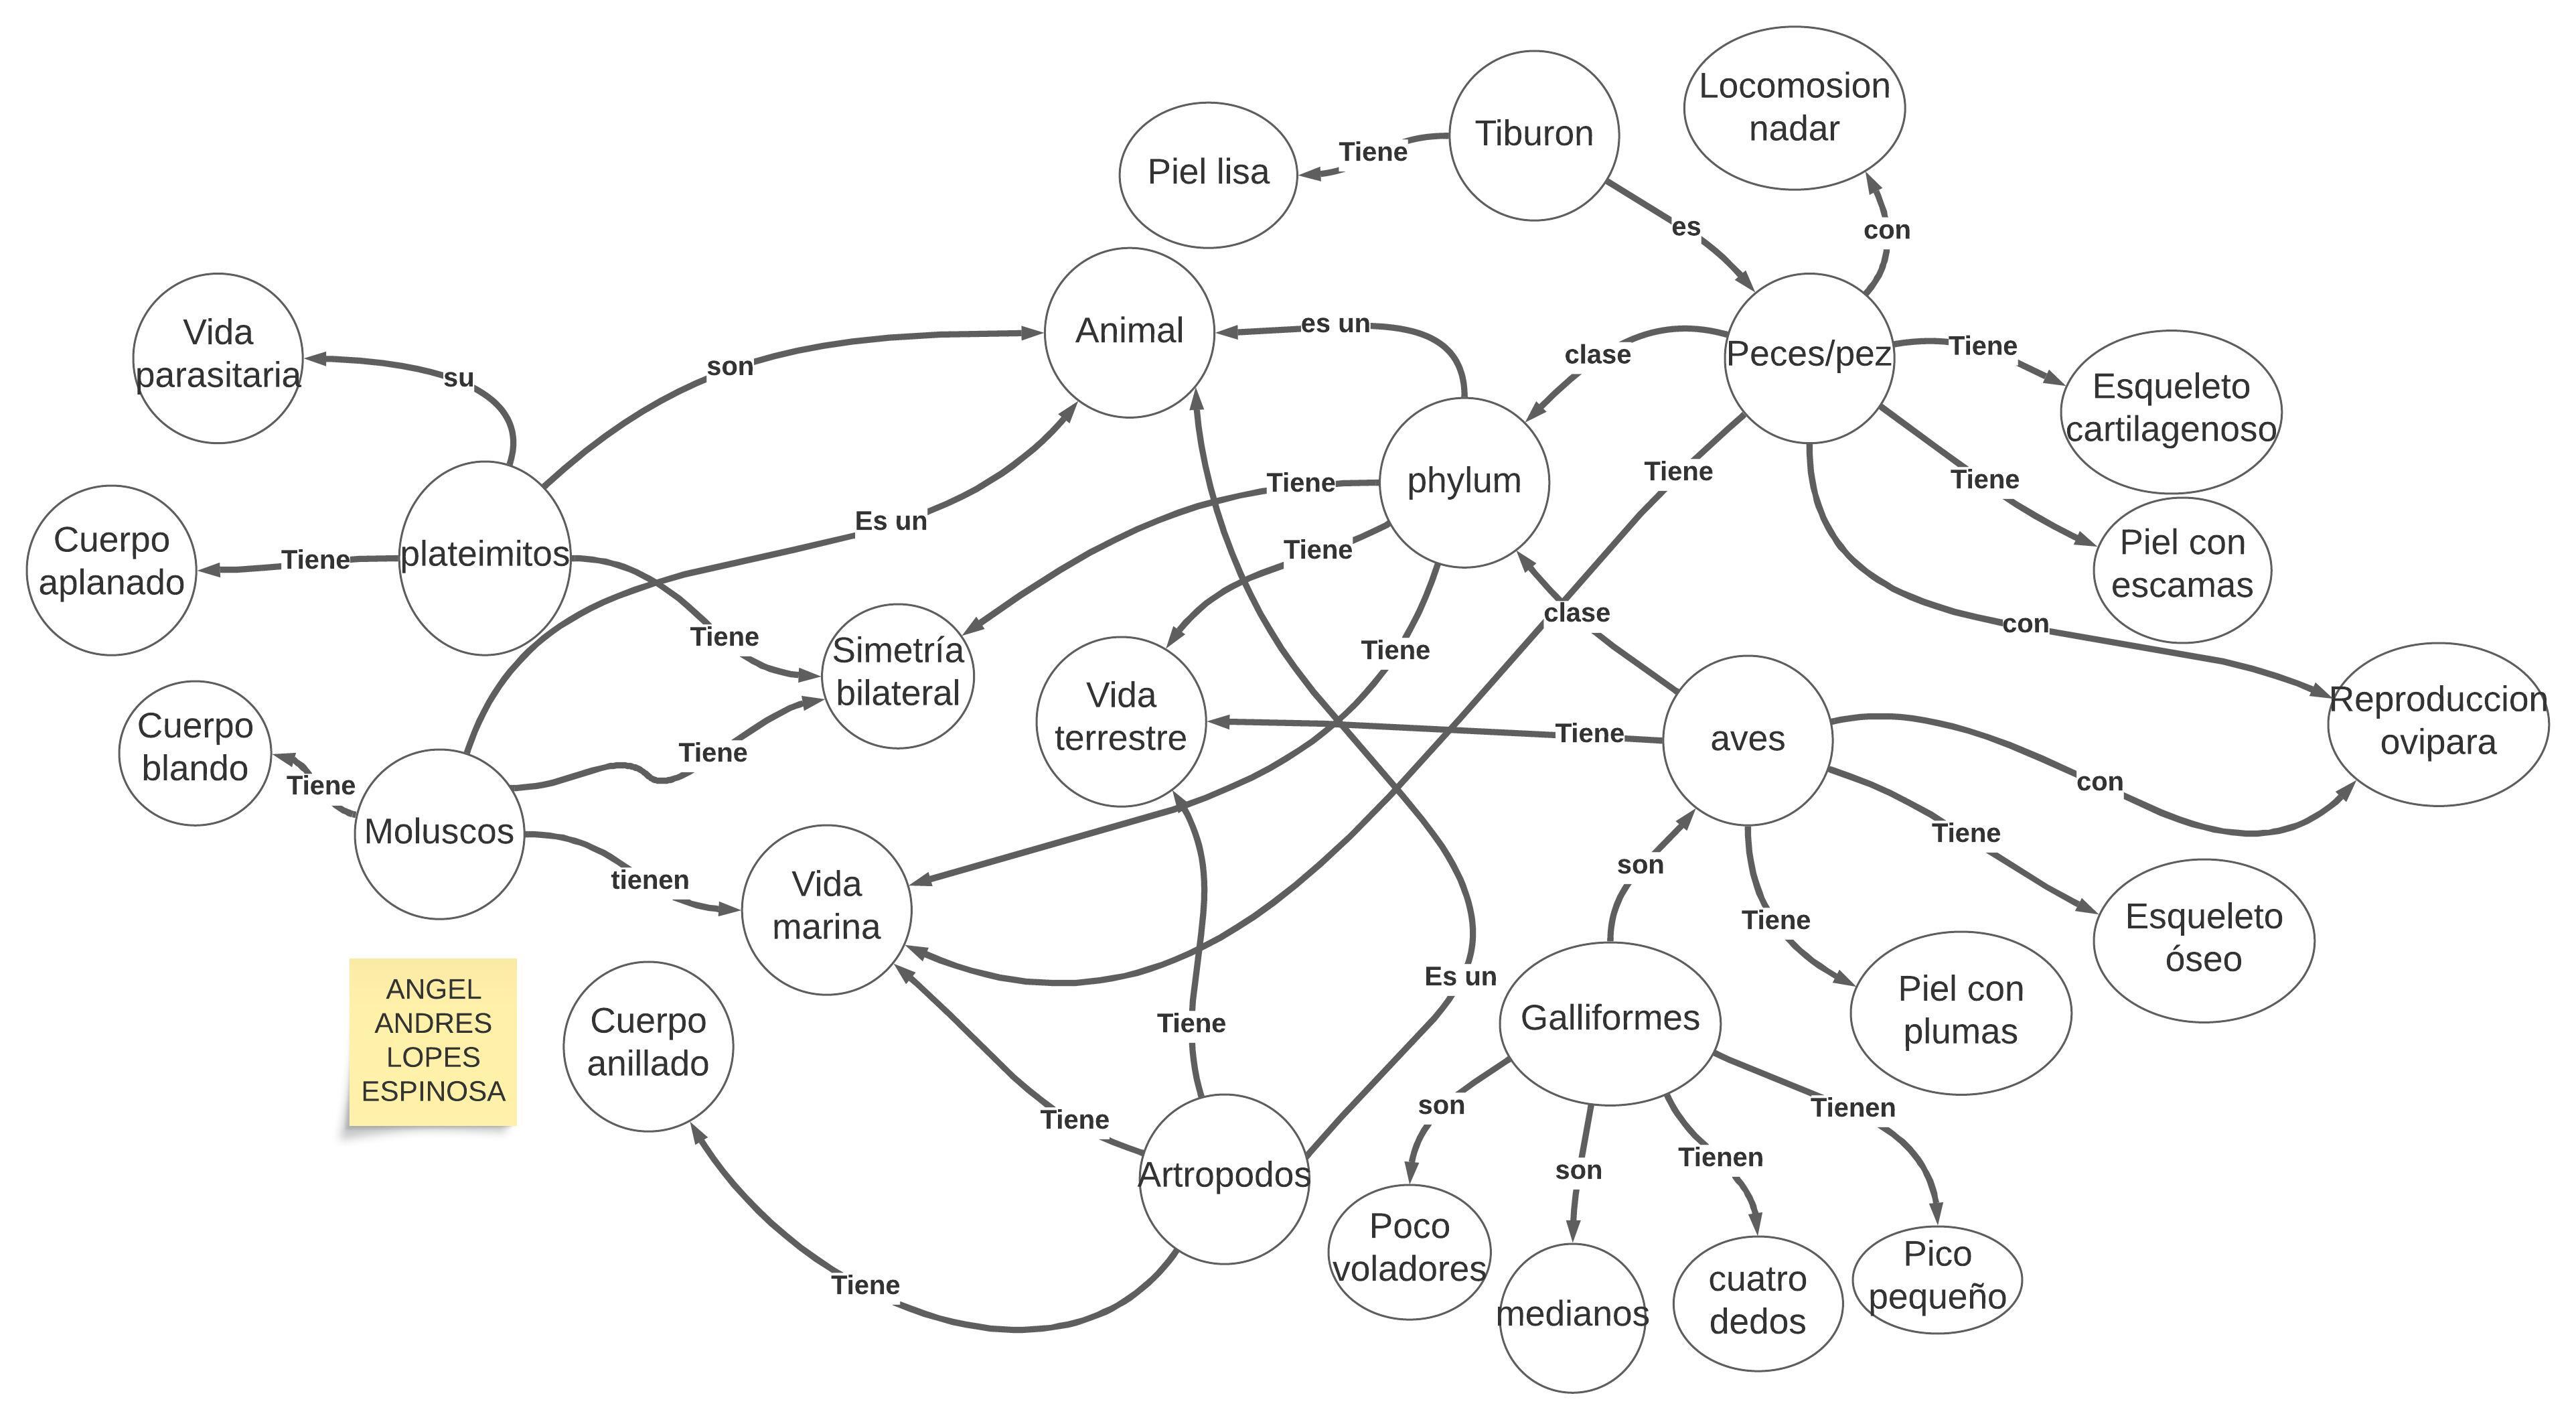 Locomosion
nadar
Tiburon
Piel lisa
Tiene
es
con
Animal
es un
Vida
parasitaria
su
son
clase
Peces/pez
Tiene
Esqueleto
cartilagenoso
phylum
Tiene
Tiene
Tiene
Piel con
escamas
Es un
Cuerpo
aplanado
Tiene
plateimitos
Tiene
Tiene
clase
con
Simetría
bilateral
Tiene
Vida
terrestre
Tiene
aves
Reproduccion
ovipara
Cuerpo
blando
Tiene
Tiene
con
Moluscos
tienen
Vida
marina
son
Tiene
Tiene
Esqueleto
óseo
Es un
Piel con
plumas
Galliformes
ANGEL
ANDRES
LOPES
ESPINOSA
Cuerpo
anillado
Tiene
Tiene
Artropodos
son
son
Tienen
Tienen
Poco
voladores
medianos
cuatro
dedos
Pico
pequeño
Tiene